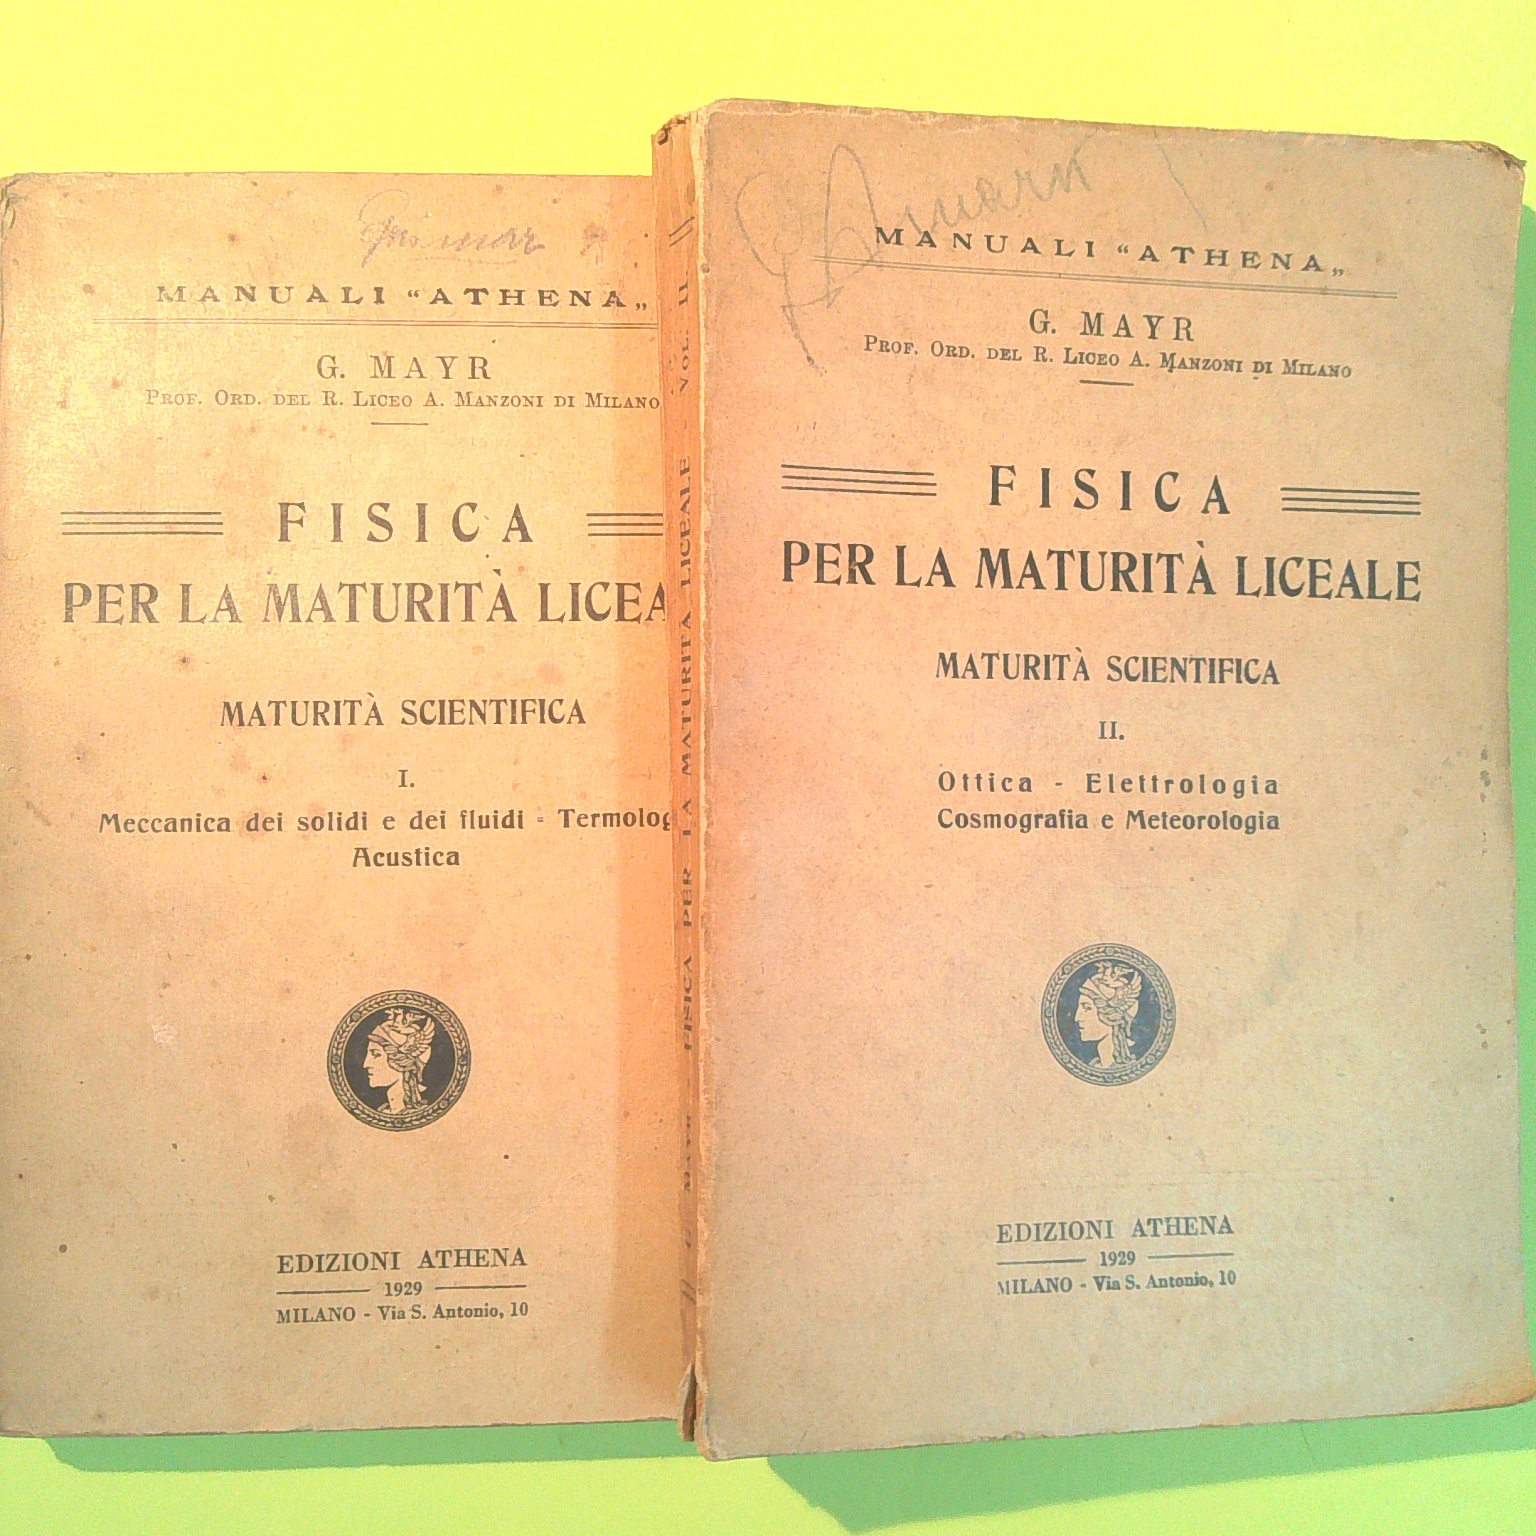 MANUALI “ATHENA„
G. MAYR
PROF. ORD. DEL R. LICEO A. MANZONI DI MILANO
FISICA
PER LA MATURITÀ LICEA
MATURITÀ SCIENTIFICA
I.
Meccanica dei solidi e dei fluidi - Termolog
Acustica
EDIZIONI ATHENA
1929
MILANO - Via S. Antonio, 10
G. MAYR - FISICA PER LA MATURITÀ LICEALE - VOL. II.
MANUALI “ATHENA„
G. MAYR
PROF. ORD. DEL R. LICEO A. MANZONI DI MILANO
FISICA
PER LA MATURITÀ LICEALE
MATURITÀ SCIENTIFICA
II.
Ottica - Elettrologia
Cosmografia e Meteorologia
EDIZIONI ATHENA
1929
MILANO - Via S. Antonio, 10